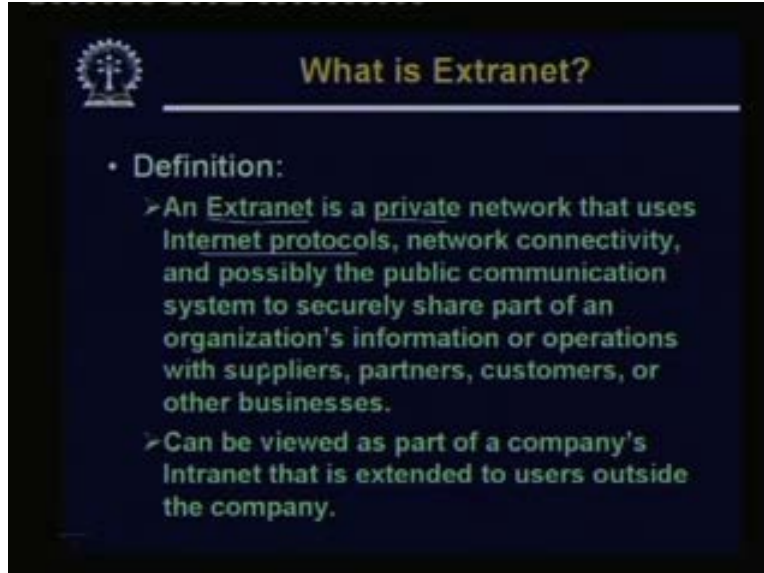 What is Extranet?
• Definition:
➢An Extranet is a private network that uses
Internet protocols, network connectivity,
and possibly the public communication
system to securely share part of an
organization's information or operations
with suppliers, partners, customers, or
other businesses.
➢Can be viewed as part of a company's
Intranet that is extended to users outside
the company.